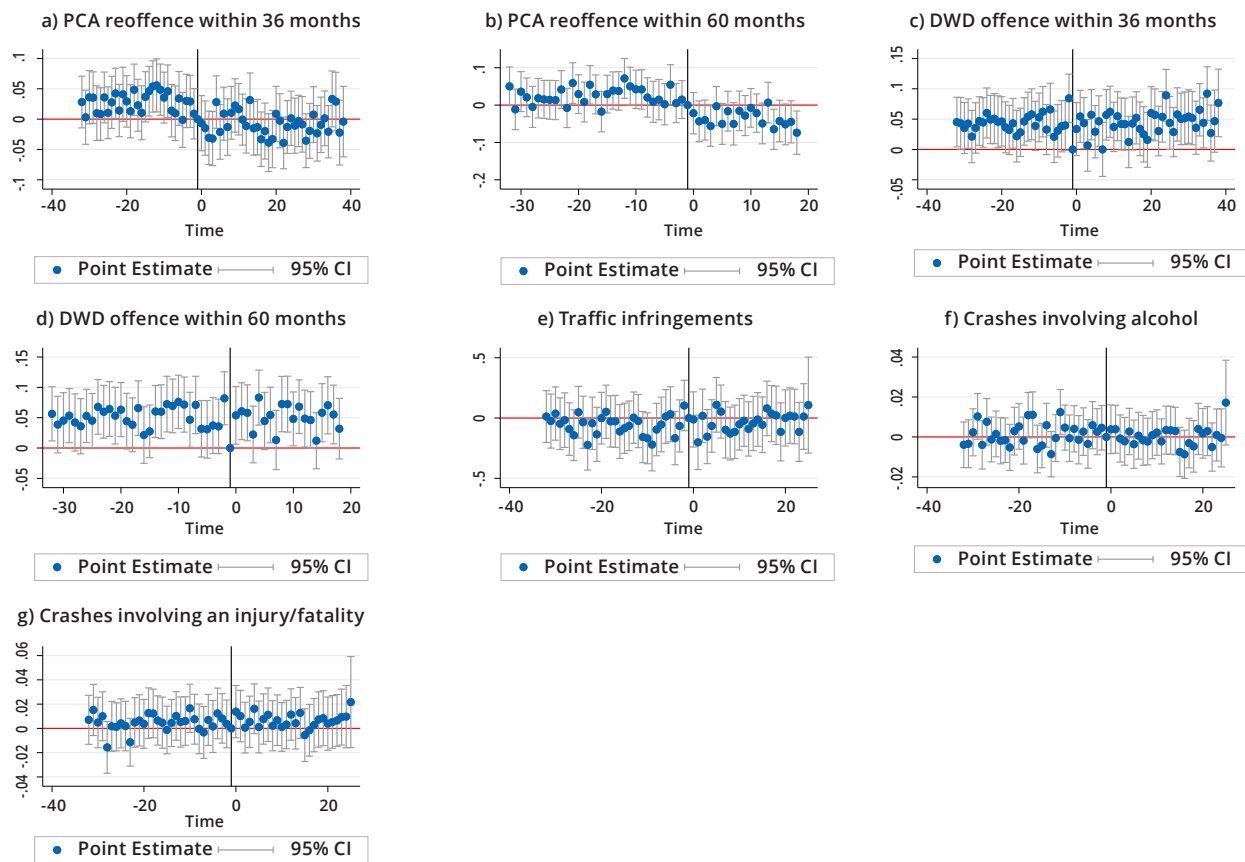 a) PCA reoffence within 36 months
.1
.05
0
-.05
-.1
-40 -20 0 20 40
Time
Point Estimate 95% CI
b) PCA reoffence within 60 months
.1
0
-.1
-.2
-30 -20 -10 0 10 20
Time
Point Estimate 95% CI
c) DWD offence within 36 months
.15
.1
.05
0
-.05
-40 -20 0 20 40
Time
Point Estimate 95% CI
d) DWD offence within 60 months
.15
.1
.05
0
-.05
-30 -20 -10 0 10 20
Time
Point Estimate 95% CI
e) Traffic infringements
.5
0
-.5
-40 -20 0 20
Time
Point Estimate 95% CI
f) Crashes involving alcohol
.04
.02
0
-.02
-40 -20 0 20
Time
Point Estimate 95% CI
g) Crashes involving an injury/fatality
.06
.04
.02
0
-.02
-.04
-40 -20 0 20
Time
Point Estimate 95% CI